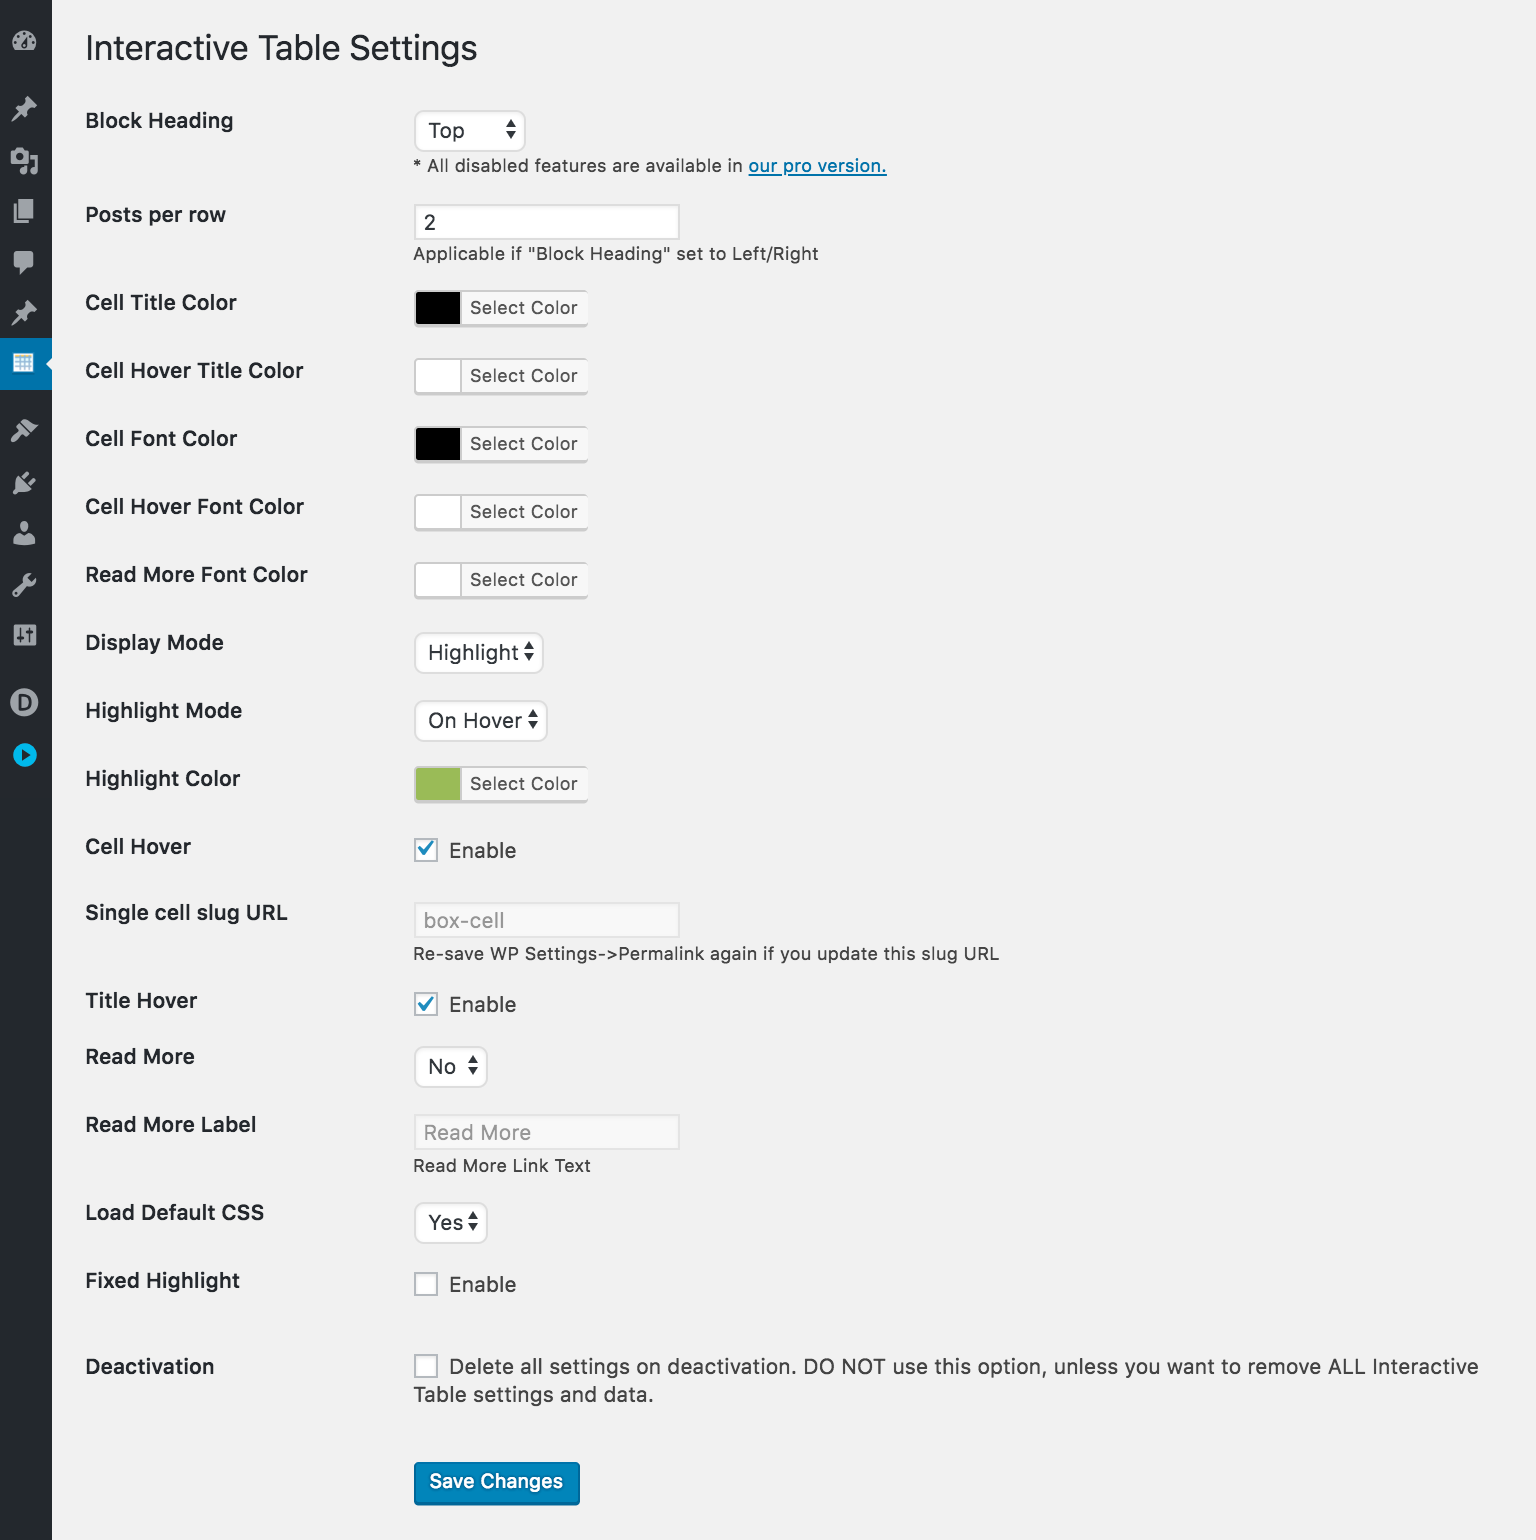 Interactive Table Settings
Block Heading
Top
* All disabled features are available in our pro version.
Posts per row
2
Applicable if "Block Heading" set to Left/Right
Cell Title Color
Select Color
Cell Hover Title Color
Select Color
Cell Font Color
Select Color
Cell Hover Font Color
Select Color
Read More Font Color
Select Color
Display Mode
Highlight
Highlight Mode
On Hover
Highlight Color
Select Color
Cell Hover
Enable
Single cell slug URL
box-cell
Re-save WP Settings->Permalink again if you update this slug URL
Title Hover
Enable
Read More
No
Read More Label
Read More
Read More Link Text
Load Default CSS
Yes
Fixed Highlight
Enable
Deactivation
Delete all settings on deactivation. DO NOT use this option, unless you want to remove ALL Interactive
Table settings and data.
Save Changes
D